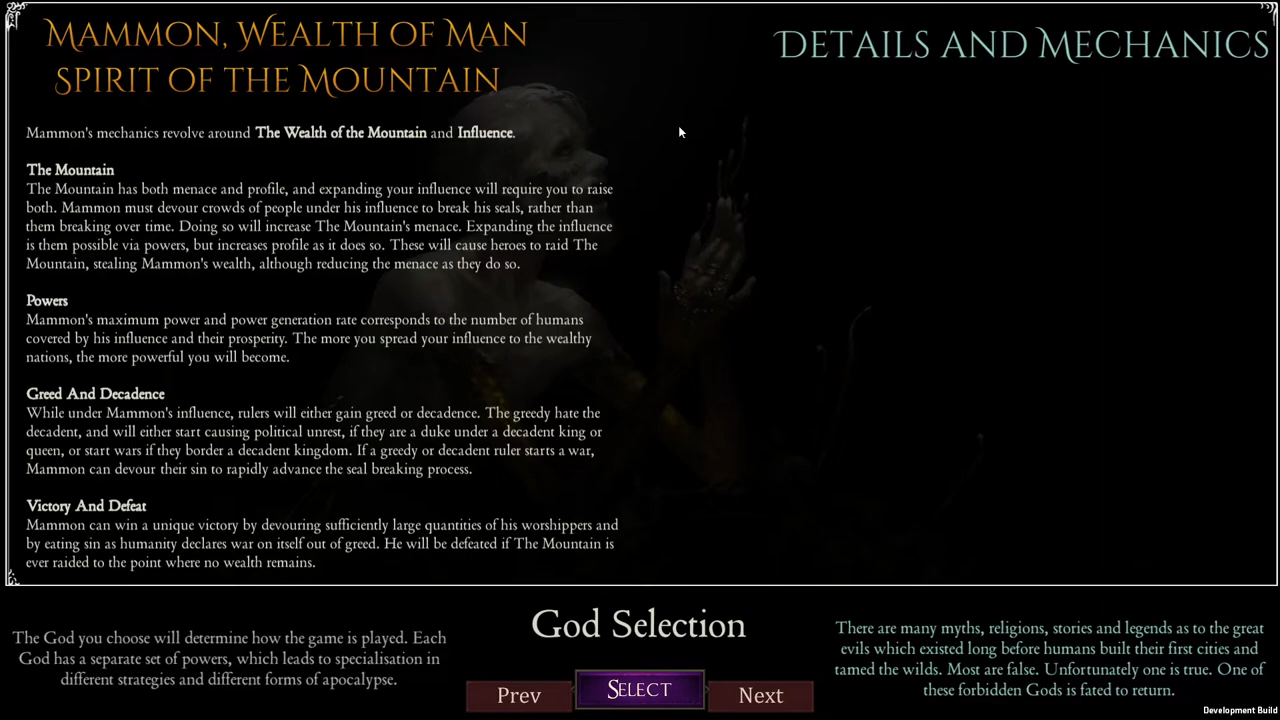 Mammon, Wealth of Man
Spirit of the Mountain
Details and Mechanics
Mammon's mechanics revolve around The Wealth of the Mountain and Influence.
The Mountain
The Mountain has both menace and profile, and expanding your influence will require you to raise
both. Mammon must devour crowds of people under his influence to break his seals, rather than
them breaking over time. Doing so will increase The Mountain's menace. Expanding the influence
is them possible via powers, but increases profile as it does so. These will cause heroes to raid The
Mountain, stealing Mammon's wealth, although reducing the menace as they do so.
Powers
Mammon's maximum power and power generation rate corresponds to the number of humans
covered by his influence and their prosperity. The more you spread your influence to the wealthy
nations, the more powerful you will become.
Greed And Decadence
While under Mammon's influence, rulers will either gain greed or decadence. The greedy hate the
decadent, and will either start causing political unrest, if they are a duke under a decadent king or
queen, or start wars if they border a decadent kingdom. If a greedy or decadent ruler starts a war,
Mammon can devour their sin to rapidly advance the seal breaking process.
Victory And Defeat
Mammon can win a unique victory by devouring sufficiently large quantities of his worshippers and
by eating sin as humanity declares war on itself out of greed. He will be defeated if The Mountain is
ever raided to the point where no wealth remains.
The God you choose will determine how the game is played. Each
God has a separate set of powers, which leads to specialisation in
different strategies and different forms of apocalypse.
God Selection
Prev
Select
Next
There are many myths, religions, stories and legends as to the great
evils which existed long before humans built their first cities and
tamed the wilds. Most are false. Unfortunately one is true. One of
these forbidden Gods is fated to return.
Development Build